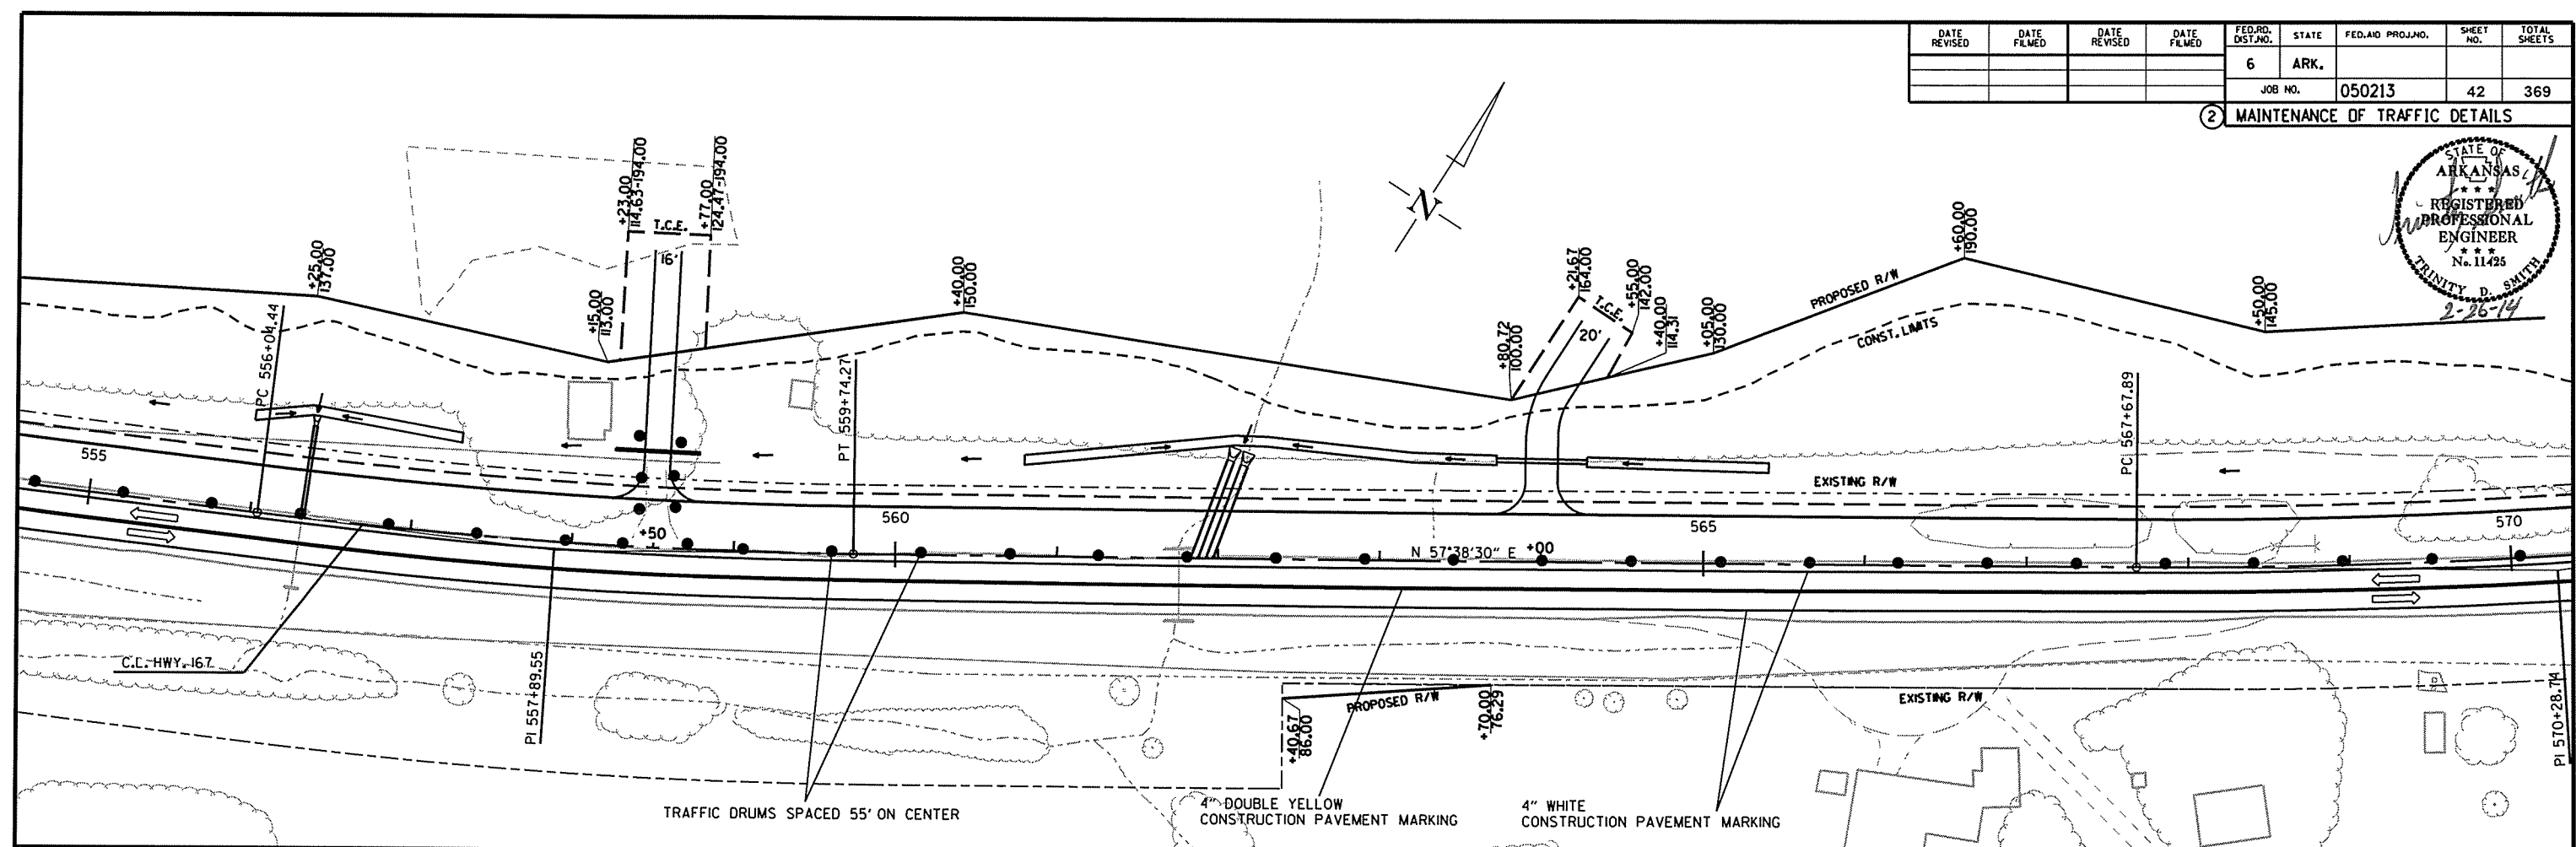 DATE REVISED
DATE FILMED
DATE REVISED
DATE FILMED
FED.RD. DIST.NO.
STATE
FED.AID PROJ.NO.
SHEET NO.
TOTAL SHEETS
6
ARK.
JOB NO.
050213
42
369
2
MAINTENANCE OF TRAFFIC DETAILS
STATE OF
ARKANSAS
★ ★ ★
REGISTERED
PROFESSIONAL
ENGINEER
★ ★ ★
No. 11425
TRINITY D. SMITH
2-26-14
N
+25.00
137.00
PC 556+04.44
+15.00
113.00
+23.00
114.63-194.00
T.C.E.
16'
+77.00
124.47-194.00
+40.00
150.00
PT 559+74.27
+80.72
100.00
+21.67
164.00
T.C.E.
20'
+55.00
142.00
+40.00
114.31
+05.00
130.00
PROPOSED R/W
CONST. LIMITS
+60.00
190.00
+50.00
145.00
PC 567+67.89
EXISTING R/W
555
+50
560
N 57°38'30" E
+00
565
570
C.L. HWY. 167
PI 557+89.55
PROPOSED R/W
+40.67
86.00
+70.00
76.29
EXISTING R/W
PI 570+28.74
TRAFFIC DRUMS SPACED 55' ON CENTER
4" DOUBLE YELLOW
CONSTRUCTION PAVEMENT MARKING
4" WHITE
CONSTRUCTION PAVEMENT MARKING